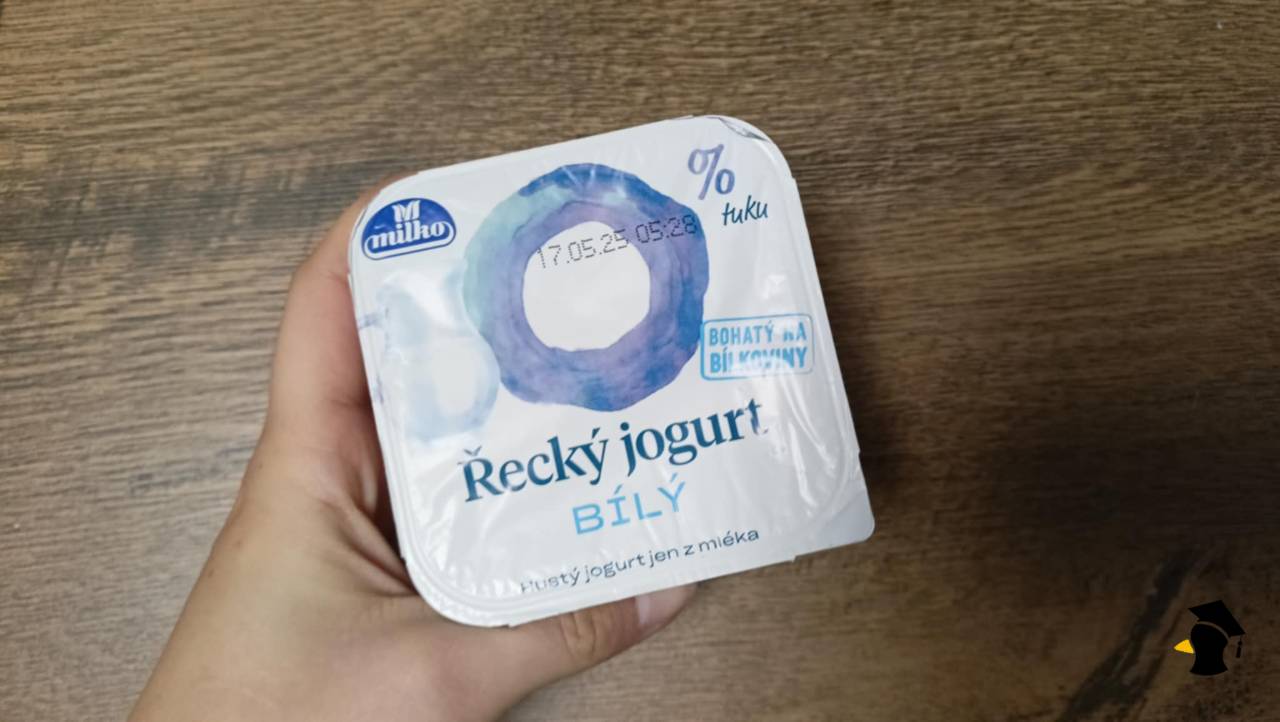 milko
% tuku
17.05.25 05:28
BOHATÝ NA
BÍLKOVINY
Řecký jogurt
BÍLÝ
Hustý jogurt jen z mléka